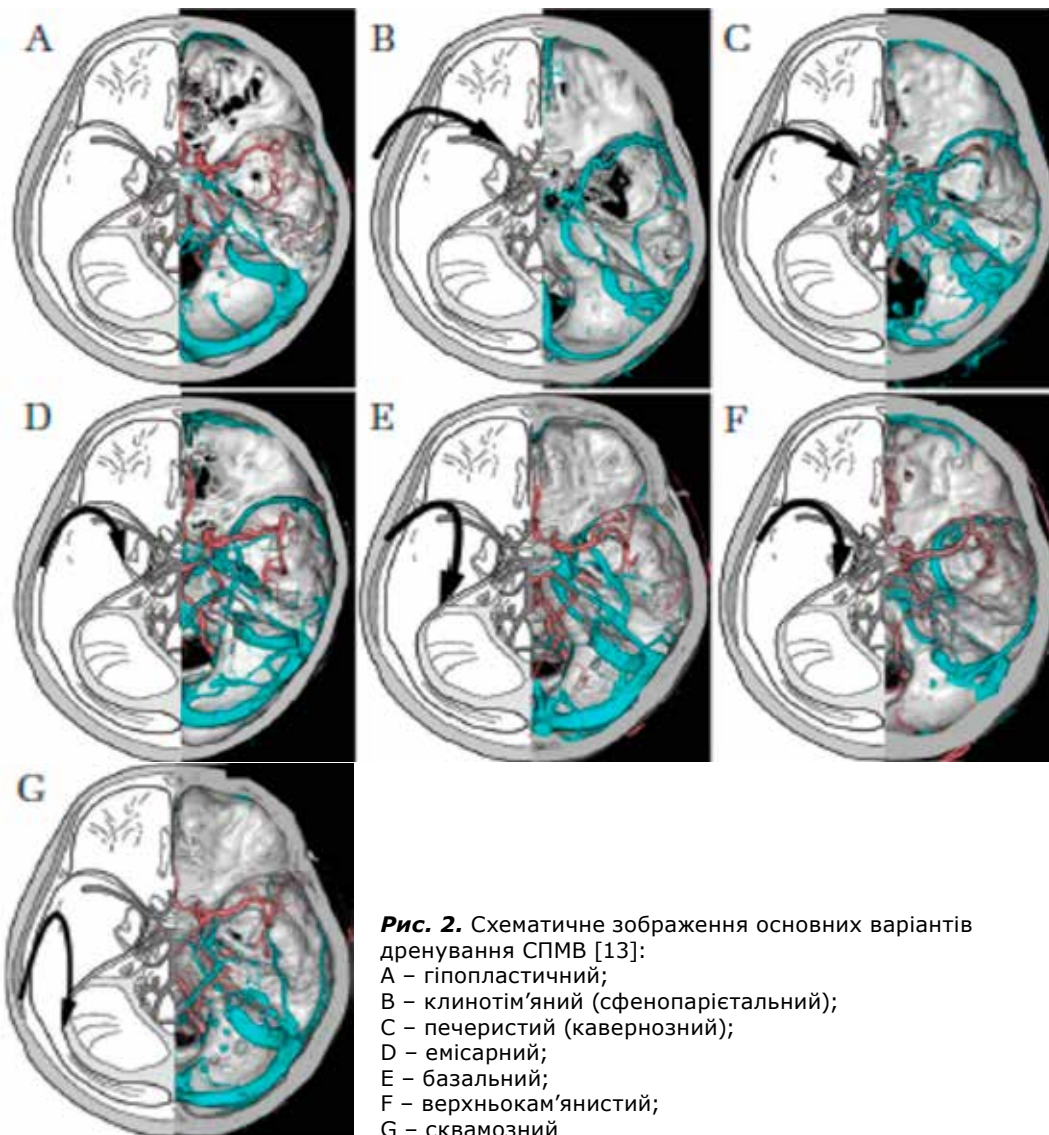 A
B
C
D
E
F
G
Рис. 2. Схематичне зображення основних варіантів
дренування СПМВ [13]:
А – гіпопластичний;
В – клинотім’яний (сфенопарієтальний);
С – печеристий (кавернозний);
D – емісарний;
E – базальний;
F – верхньокам’янистий;
G – сквамозний